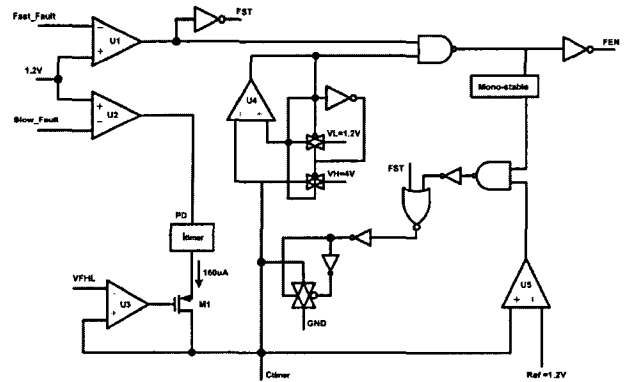 Fast_Fault
FST
U1
FEN
1.2V
Mono-stable
U4
U2
VL=1.2V
Slow_Fault
VH=4V
FST
PD
Itimer
160uA
VFHL
U3
M1
U5
GND
Ctimer
Ref =1.2V